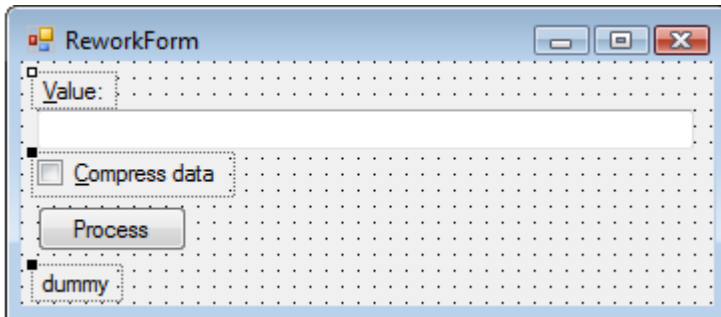 ReworkForm
Value:
Compress data
Process
dummy